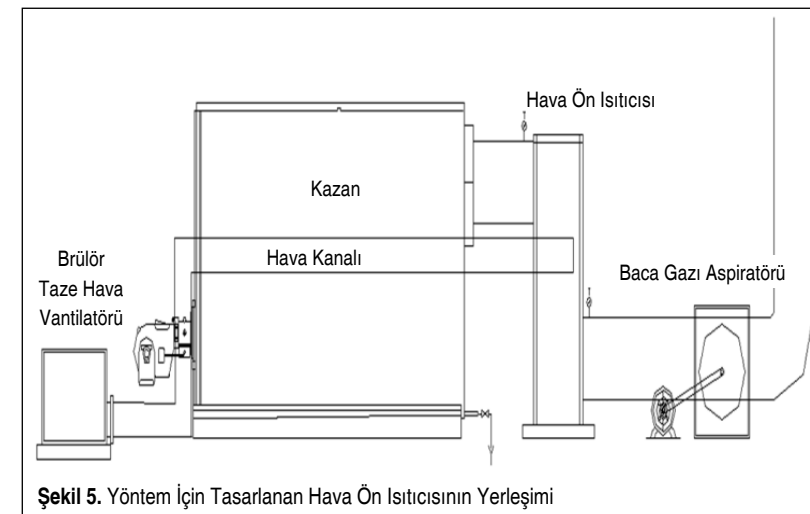 Hava Ön Isıtıcısı
Kazan
Brülör
Taze Hava
Vantilatörü
Hava Kanalı
Baca Gazı Aspiratörü
Şekil 5. Yöntem İçin Tasarlanan Hava Ön Isıtıcısının Yerleşimi